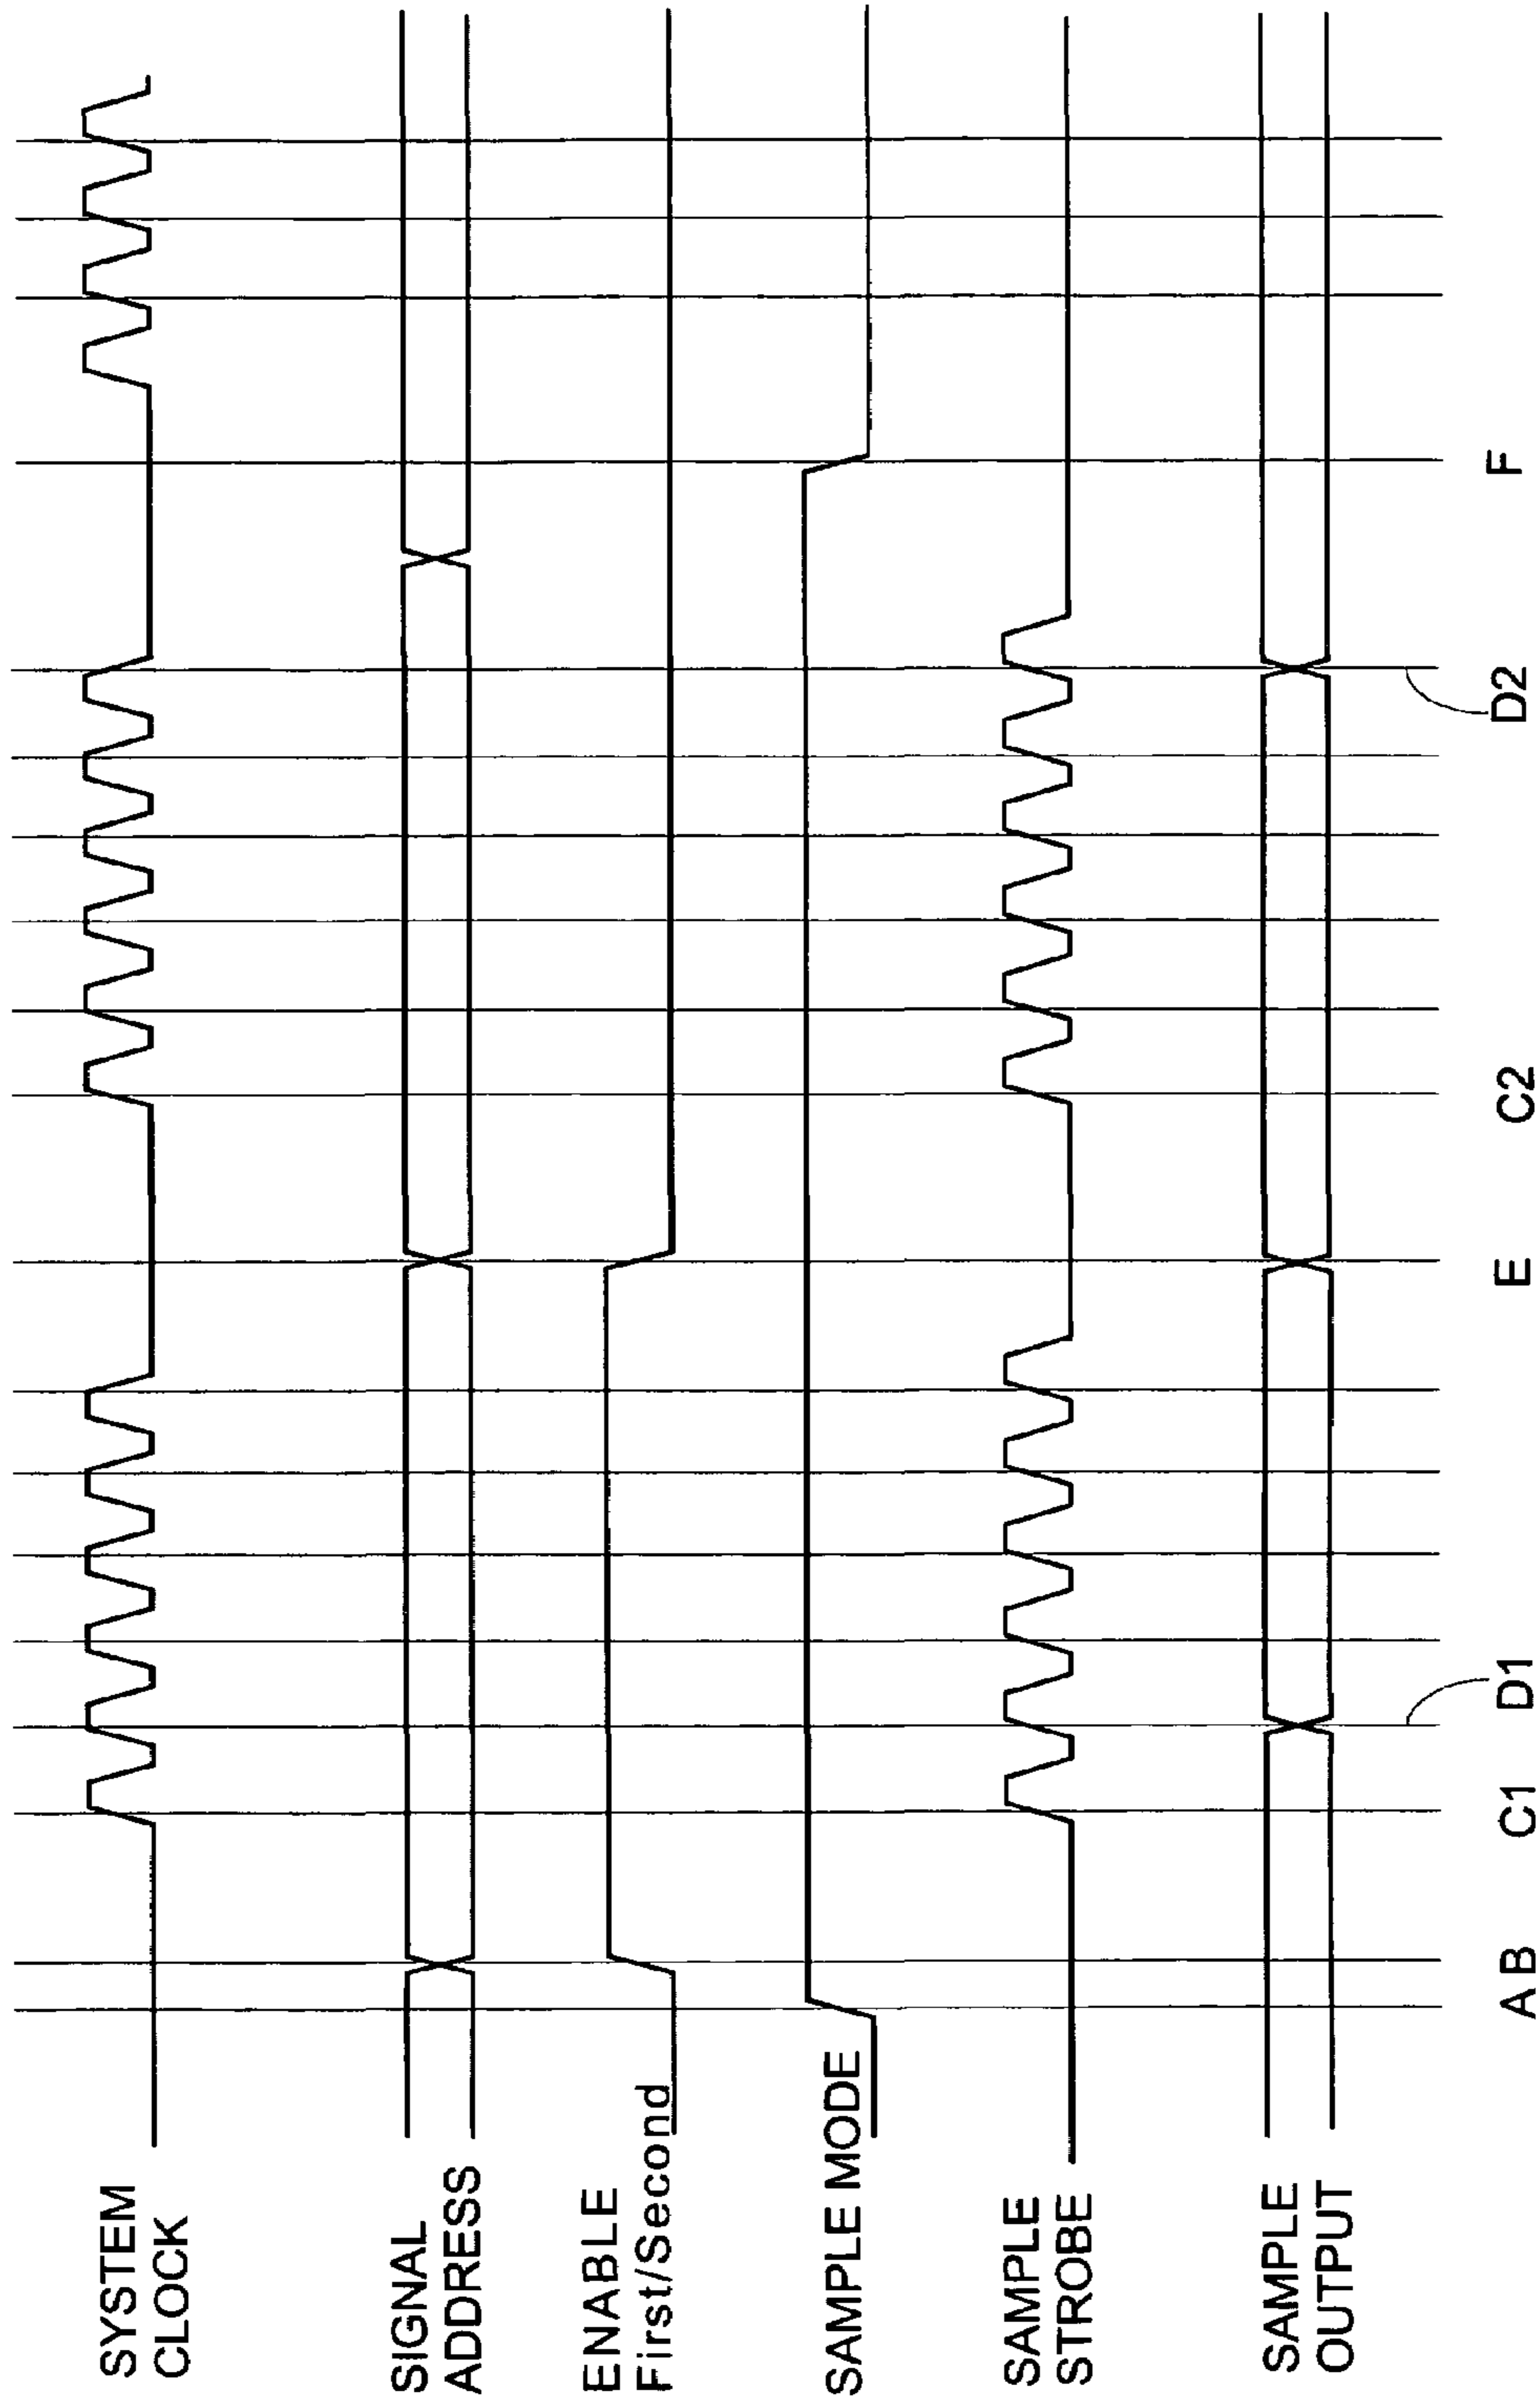 SYSTEM
CLOCK
SIGNAL
ADDRESS
ENABLE
First/Second
SAMPLE MODE
SAMPLE
STROBE
SAMPLE
OUTPUT
A B C1 D1 E C2 D2 F